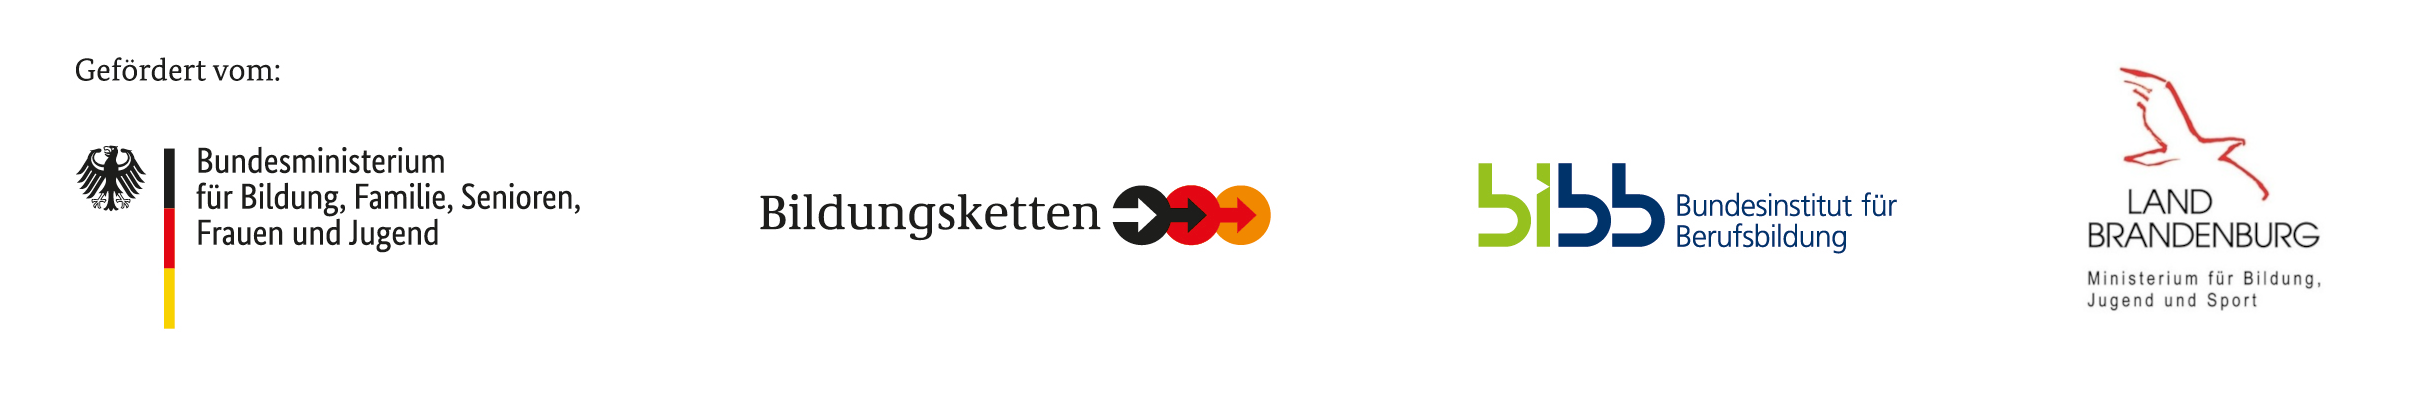 Gefördert vom:
Bundesministerium
für Bildung, Familie, Senioren,
Frauen und Jugend
Bildungsketten
bibb
Bundesinstitut für
Berufsbildung
LAND
BRANDENBURG
Ministerium für Bildung,
Jugend und Sport